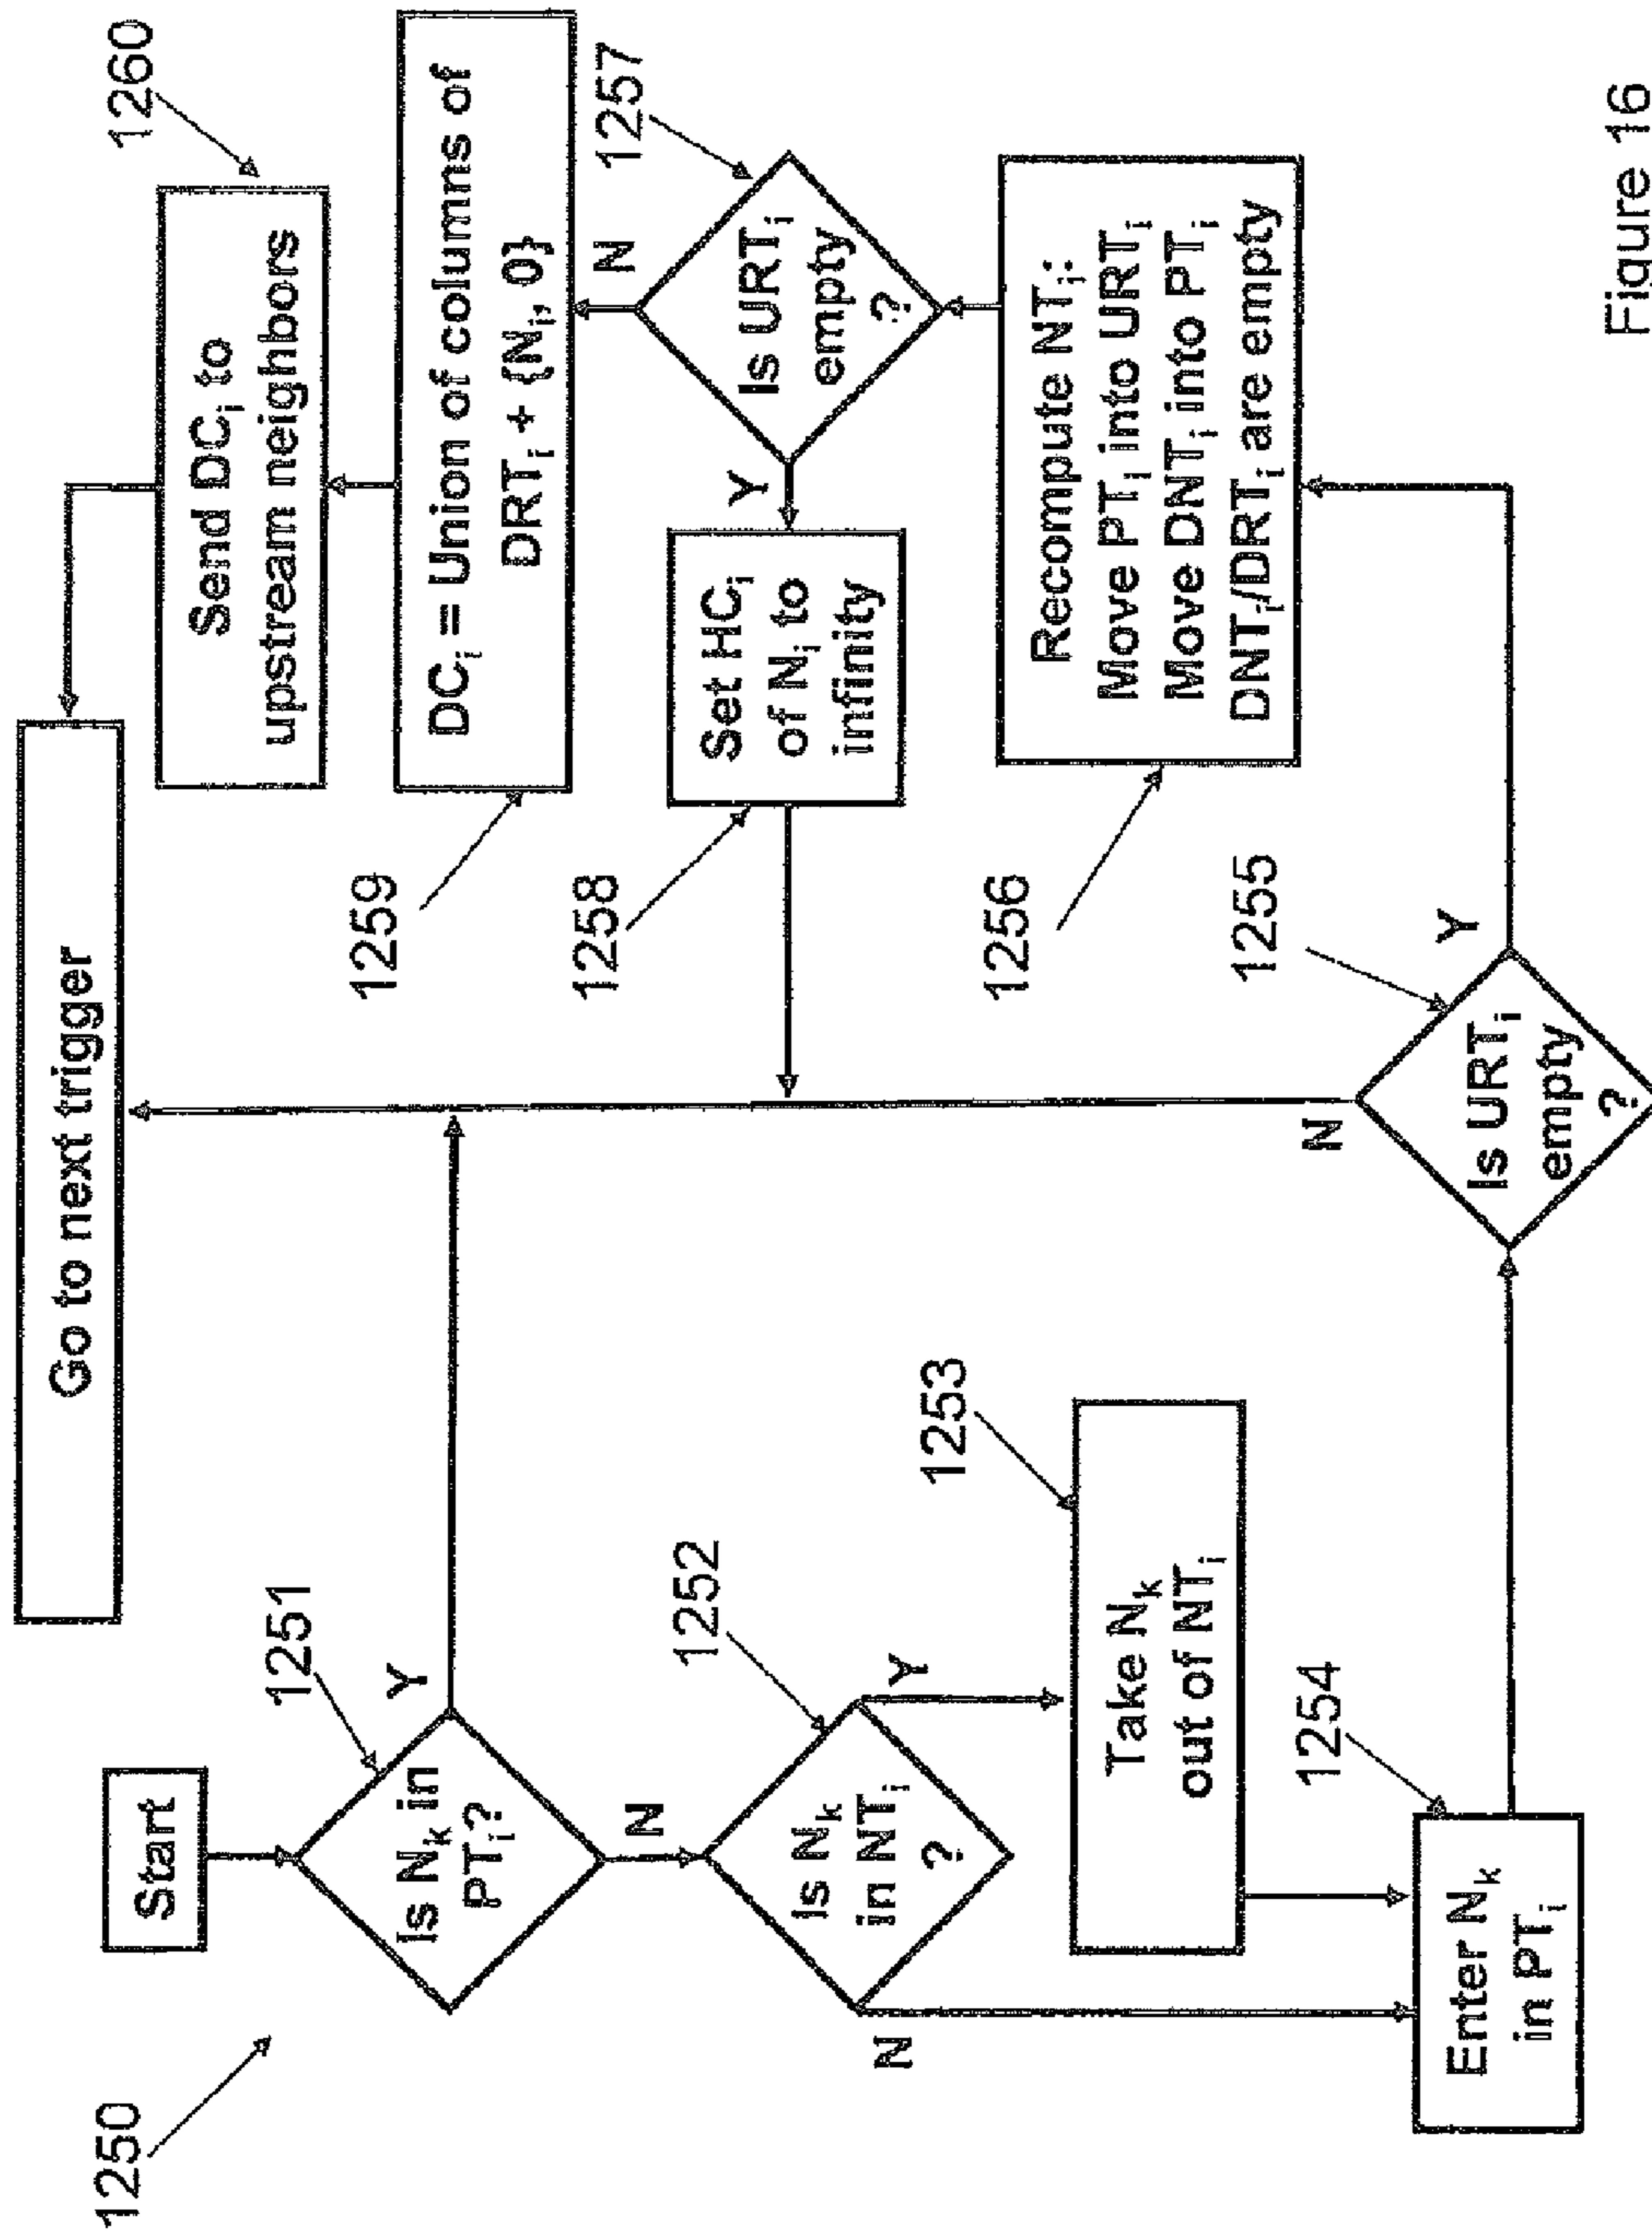 1250
Start
Is Nₖ in
PTᵢ?
1251
Y
N
Go to next trigger
Is Nₖ
in NTᵢ
?
1252
Y
N
Take Nₖ
out of NTᵢ
1253
Enter Nₖ
in PTᵢ
1254
Is URTᵢ
empty
?
1255
N
Y
Recompute NTᵢ:
Move PTᵢ into URTᵢ
Move DNTᵢ into PTᵢ
DNTᵢ/DRTᵢ are empty
1256
Is URTᵢ
empty
?
1257
Y
N
Set HCᵢ
of Nᵢ to
infinity
1258
DCᵢ = Union of columns of
DRTᵢ + {Nᵢ, 0}
1259
Send DCᵢ to
upstream neighbors
1260
Figure 16